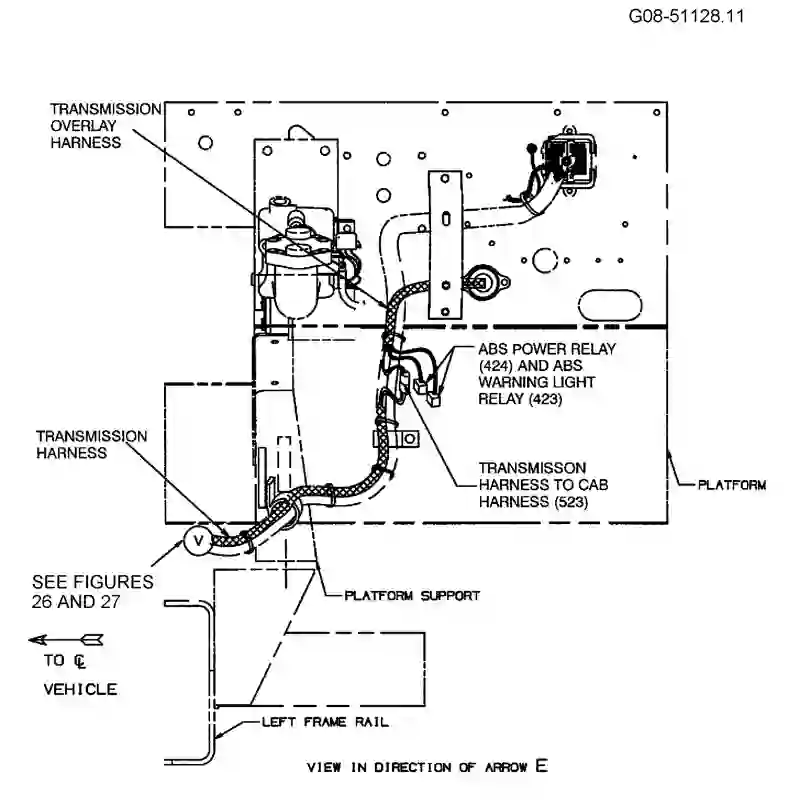 G08-51128.11
TRANSMISSION
OVERLAY
HARNESS
ABS POWER RELAY
(424) AND ABS
WARNING LIGHT
RELAY (423)
TRANSMISSION
HARNESS
TRANSMISSON
HARNESS TO CAB
HARNESS (523)
PLATFORM
V
SEE FIGURES
26 AND 27
PLATFORM SUPPORT
TO ℄
VEHICLE
LEFT FRAME RAIL
VIEW IN DIRECTION OF ARROW E